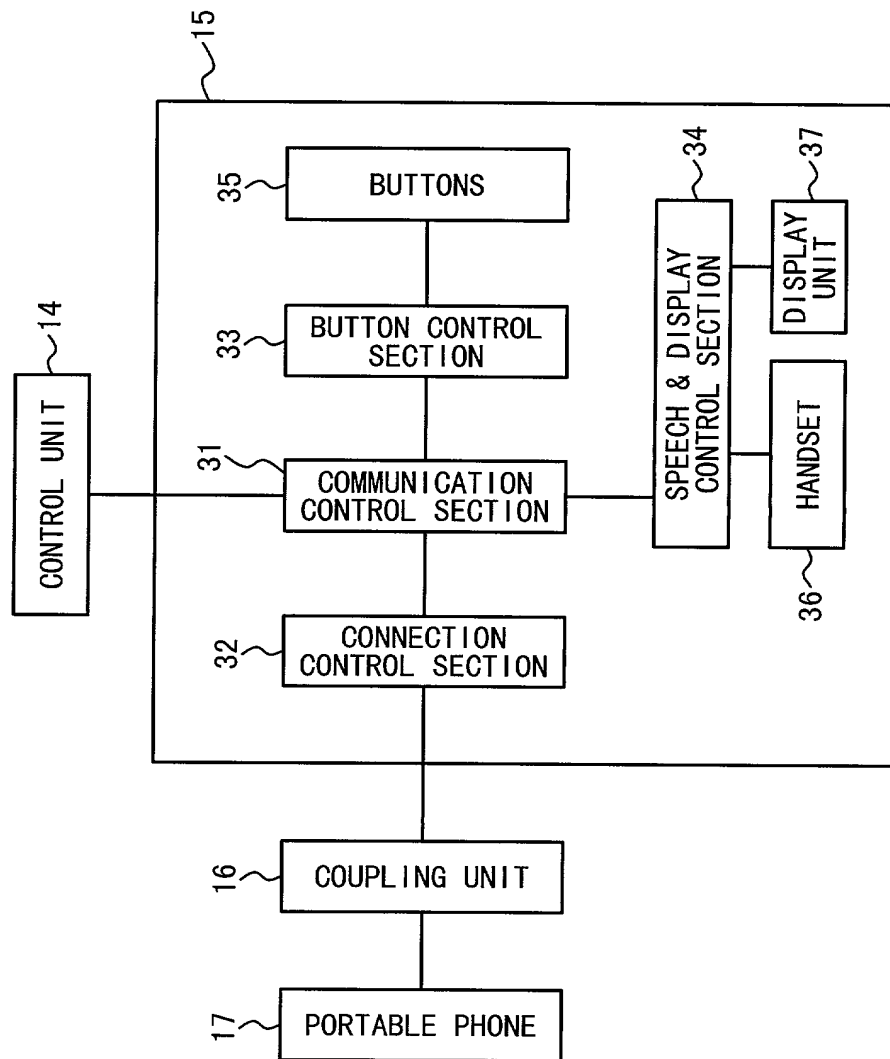 14
CONTROL UNIT
15
17
PORTABLE PHONE
16
COUPLING UNIT
32
CONNECTION
CONTROL SECTION
31
COMMUNICATION
CONTROL SECTION
33
BUTTON CONTROL
SECTION
35
BUTTONS
34
SPEECH & DISPLAY
CONTROL SECTION
36
HANDSET
37
DISPLAY
UNIT